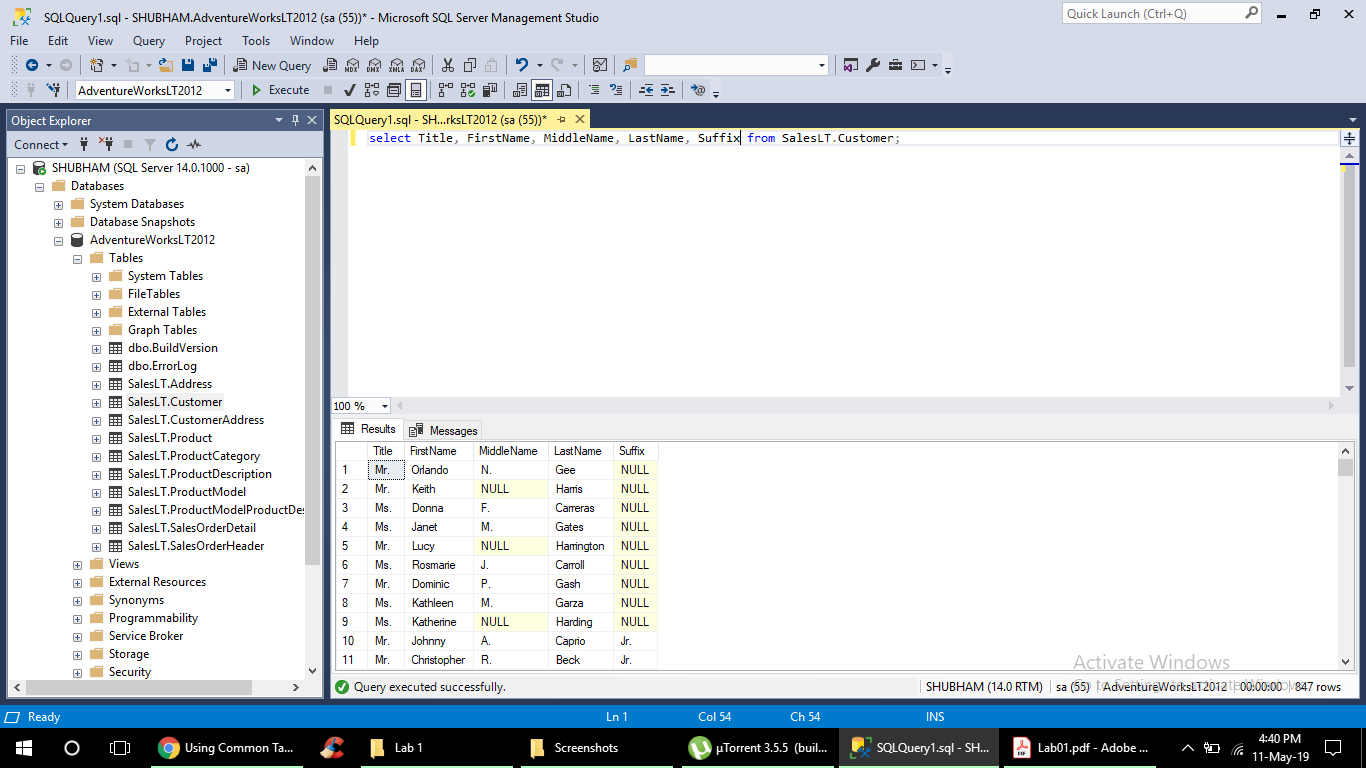 SQLQuery1.sql - SHUBHAM.AdventureWorksLT2012 (sa (55))* - Microsoft SQL Server Management Studio
Quick Launch (Ctrl+Q)
File Edit View Query Project Tools Window Help
New Query MDX DMX XMLA DAX
AdventureWorksLT2012 Execute
Object Explorer
Connect
SHUBHAM (SQL Server 14.0.1000 - sa)
Databases
System Databases
Database Snapshots
AdventureWorksLT2012
Tables
System Tables
FileTables
External Tables
Graph Tables
dbo.BuildVersion
dbo.ErrorLog
SalesLT.Address
SalesLT.Customer
SalesLT.CustomerAddress
SalesLT.Product
SalesLT.ProductCategory
SalesLT.ProductDescription
SalesLT.ProductModel
SalesLT.ProductModelProductDes
SalesLT.SalesOrderDetail
SalesLT.SalesOrderHeader
Views
External Resources
Synonyms
Programmability
Service Broker
Storage
Security
SQLQuery1.sql - SH...rksLT2012 (sa (55))*
select Title, FirstName, MiddleName, LastName, Suffix from SalesLT.Customer;
100 %
Results Messages
Title FirstName MiddleName LastName Suffix
1 Mr. Orlando N. Gee NULL
2 Mr. Keith NULL Harris NULL
3 Ms. Donna F. Carreras NULL
4 Ms. Janet M. Gates NULL
5 Mr. Lucy NULL Harrington NULL
6 Ms. Rosmarie J. Carroll NULL
7 Mr. Dominic P. Gash NULL
8 Ms. Kathleen M. Garza NULL
9 Ms. Katherine NULL Harding NULL
10 Mr. Johnny A. Caprio Jr.
11 Mr. Christopher R. Beck Jr.
Activate Windows
Go to Settings to activate Windows.
Query executed successfully. SHUBHAM (14.0 RTM) sa (55) AdventureWorksLT2012 00:00:00 847 rows
Ready Ln 1 Col 54 Ch 54 INS
Using Common Ta... Lab 1 Screenshots µTorrent 3.5.5 (buil... SQLQuery1.sql - SH... Lab01.pdf - Adobe ... 4:40 PM
11-May-19